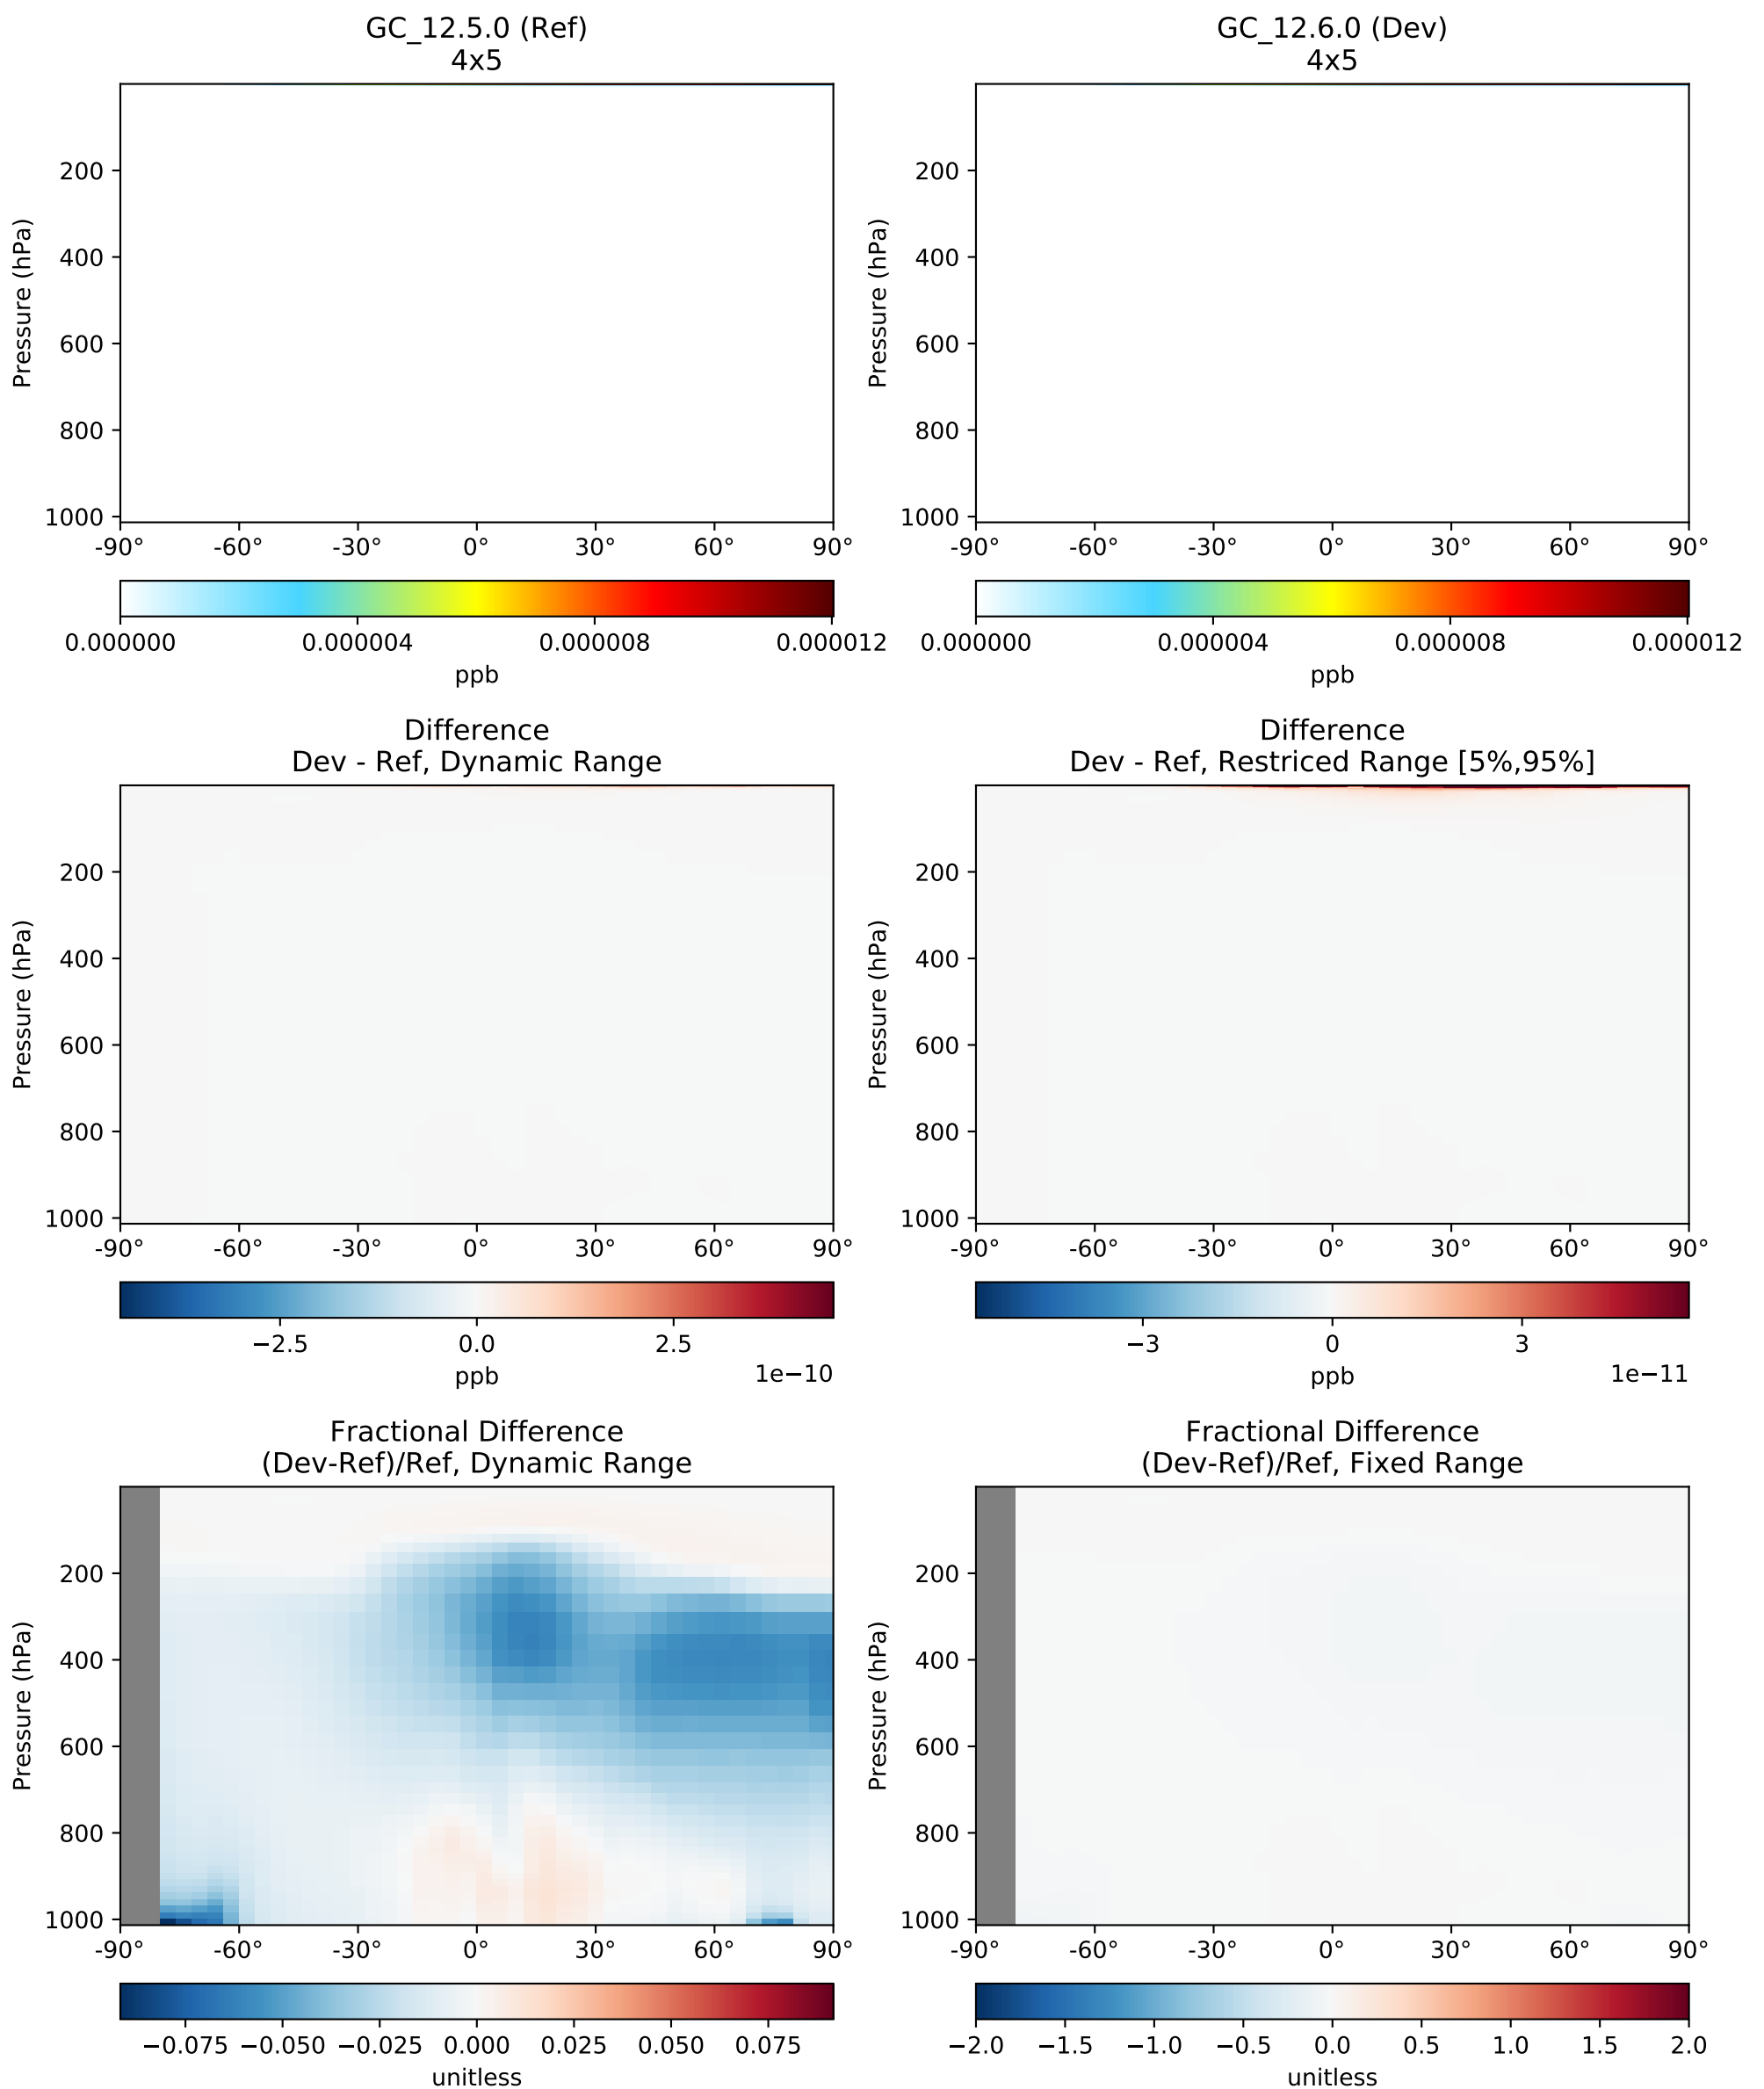 GC_12.5.0 (Ref)
4x5
Pressure (hPa)
200
400
600
800
1000
-90° -60° -30° 0° 30° 60° 90°
0.000000 0.000004 0.000008 0.000012
ppb
GC_12.6.0 (Dev)
4x5
Pressure (hPa)
200
400
600
800
1000
-90° -60° -30° 0° 30° 60° 90°
0.000000 0.000004 0.000008 0.000012
ppb
Difference
Dev - Ref, Dynamic Range
Pressure (hPa)
200
400
600
800
1000
-90° -60° -30° 0° 30° 60° 90°
−2.5 0.0 2.5
ppb 1e−10
Difference
Dev - Ref, Restriced Range [5%,95%]
Pressure (hPa)
200
400
600
800
1000
-90° -60° -30° 0° 30° 60° 90°
−3 0 3
ppb 1e−11
Fractional Difference
(Dev-Ref)/Ref, Dynamic Range
Pressure (hPa)
200
400
600
800
1000
-90° -60° -30° 0° 30° 60° 90°
−0.075 −0.050 −0.025 0.000 0.025 0.050 0.075
unitless
Fractional Difference
(Dev-Ref)/Ref, Fixed Range
Pressure (hPa)
200
400
600
800
1000
-90° -60° -30° 0° 30° 60° 90°
−2.0 −1.5 −1.0 −0.5 0.0 0.5 1.0 1.5 2.0
unitless